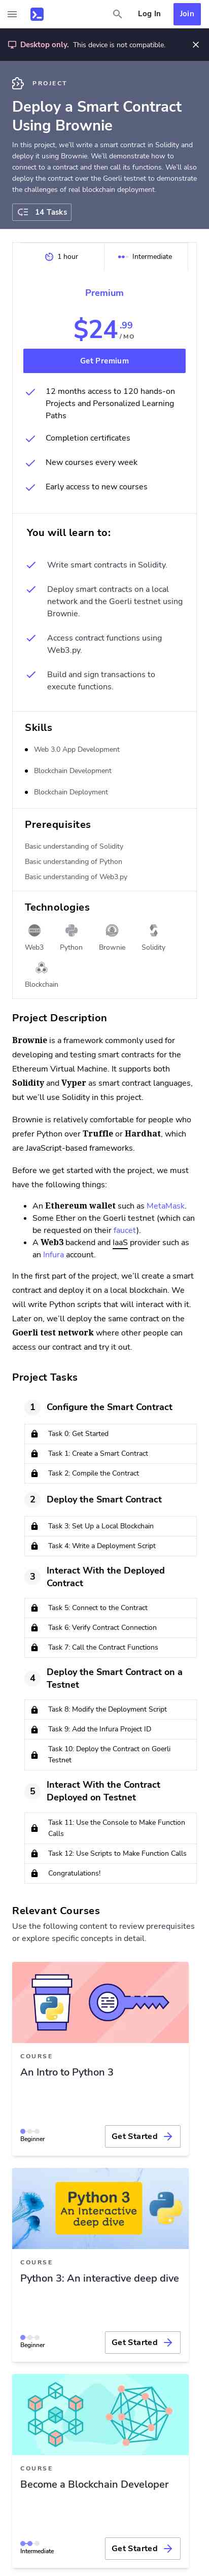 Log In
Join
Desktop only. This device is not compatible.
PROJECT
Deploy a Smart Contract
Using Brownie
In this project, we’ll write a smart contract in Solidity and
deploy it using Brownie. We’ll demonstrate how to
connect to a contract and then call its functions. We’ll also
deploy the contract over the Goerli testnet to demonstrate
the challenges of real blockchain deployment.
14 Tasks
1 hour
Intermediate
Premium
$24.99
/MO
Get Premium
12 months access to 120 hands-on
Projects and Personalized Learning
Paths
Completion certificates
New courses every week
Early access to new courses
You will learn to:
Write smart contracts in Solidity.
Deploy smart contracts on a local
network and the Goerli testnet using
Brownie.
Access contract functions using
Web3.py.
Build and sign transactions to
execute functions.
Skills
Web 3.0 App Development
Blockchain Development
Blockchain Deployment
Prerequisites
Basic understanding of Solidity
Basic understanding of Python
Basic understanding of Web3.py
Technologies
Web3
Python
Brownie
Solidity
Blockchain
Project Description
Brownie is a framework commonly used for
developing and testing smart contracts for the
Ethereum Virtual Machine. It supports both
Solidity and Vyper as smart contract languages,
but we’ll use Solidity in this project.
Brownie is relatively comfortable for people who
prefer Python over Truffle or Hardhat, which
are JavaScript-based frameworks.
Before we get started with the project, we must
have the following things:
An Ethereum wallet such as MetaMask.
Some Ether on the Goerli testnet (which can
be requested on their faucet).
A Web3 backend and IaaS provider such as
an Infura account.
In the first part of the project, we’ll create a smart
contract and deploy it on a local blockchain. We
will write Python scripts that will interact with it.
Later on, we’ll deploy the same contract on the
Goerli test network where other people can
access our contract and try it out.
Project Tasks
1
Configure the Smart Contract
Task 0: Get Started
Task 1: Create a Smart Contract
Task 2: Compile the Contract
2
Deploy the Smart Contract
Task 3: Set Up a Local Blockchain
Task 4: Write a Deployment Script
3
Interact With the Deployed
Contract
Task 5: Connect to the Contract
Task 6: Verify Contract Connection
Task 7: Call the Contract Functions
4
Deploy the Smart Contract on a
Testnet
Task 8: Modify the Deployment Script
Task 9: Add the Infura Project ID
Task 10: Deploy the Contract on Goerli
Testnet
5
Interact With the Contract
Deployed on Testnet
Task 11: Use the Console to Make Function
Calls
Task 12: Use Scripts to Make Function Calls
Congratulations!
Relevant Courses
Use the following content to review prerequisites
or explore specific concepts in detail.
COURSE
An Intro to Python 3
Beginner
Get Started
Python 3
An Interactive
deep dive
COURSE
Python 3: An interactive deep dive
Beginner
Get Started
COURSE
Become a Blockchain Developer
Intermediate
Get Started